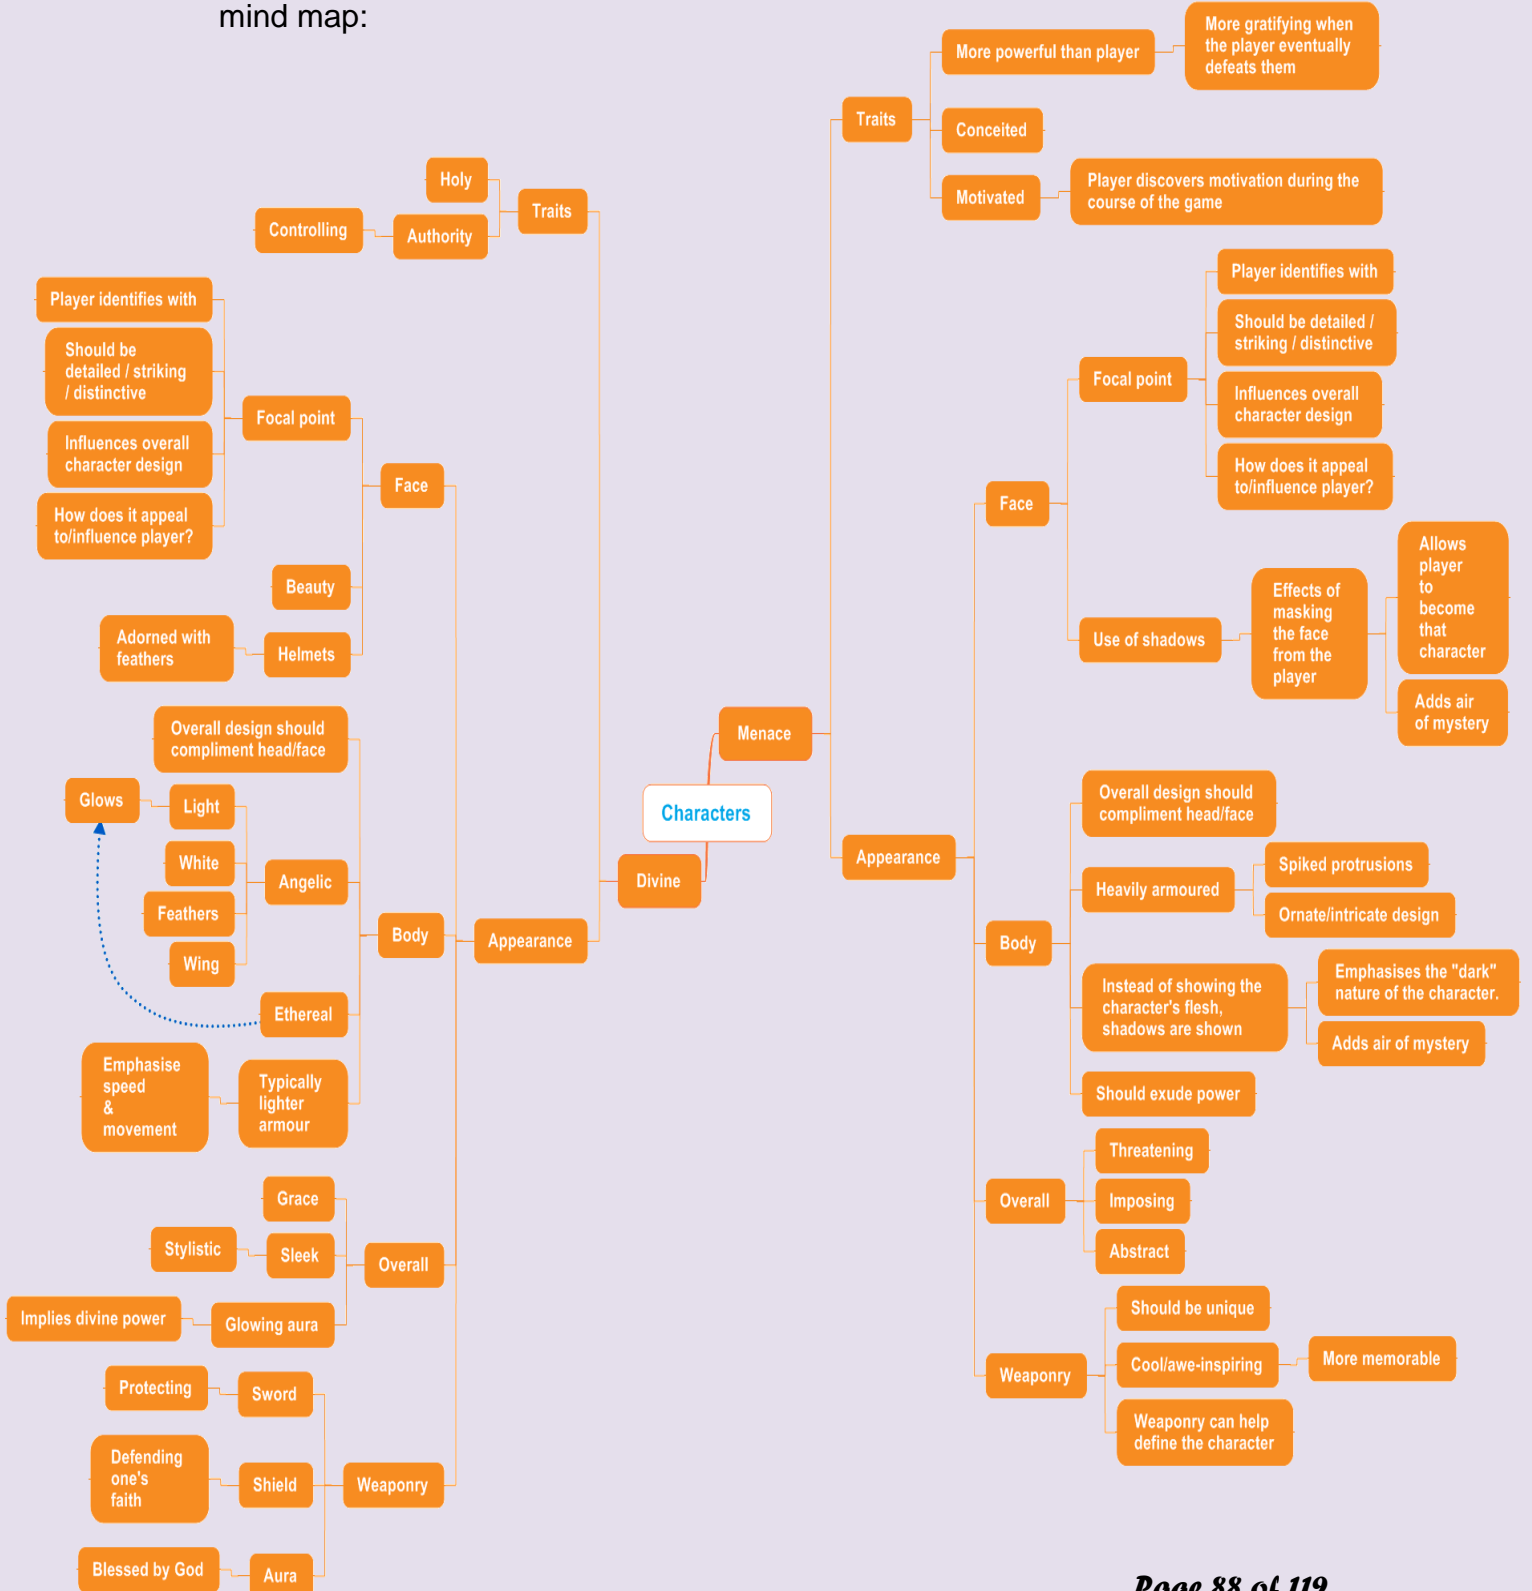 mind map:
More powerful than player
More gratifying when
the player eventually
defeats them
Traits
Conceited
Motivated
Player discovers motivation during the
course of the game
Holy
Controlling
Authority
Traits
Player identifies with
Should be
detailed / striking
/ distinctive
Focal point
Influences overall
character design
How does it appeal
to/influence player?
Face
Beauty
Adorned with
feathers
Helmets
Player identifies with
Should be detailed /
striking / distinctive
Focal point
Influences overall
character design
How does it appeal
to/influence player?
Face
Use of shadows
Effects of
masking
the face
from the
player
Allows
player
to
become
that
character
Adds air
of mystery
Menace
Characters
Divine
Appearance
Appearance
Overall design should
compliment head/face
Glows
Light
White
Feathers
Wing
Angelic
Body
Ethereal
Emphasise
speed
&
movement
Typically
lighter
armour
Grace
Stylistic
Sleek
Overall
Implies divine power
Glowing aura
Protecting
Sword
Defending
one's
faith
Shield
Weaponry
Blessed by God
Aura
Overall design should
compliment head/face
Heavily armoured
Spiked protrusions
Ornate/intricate design
Body
Instead of showing the
character's flesh,
shadows are shown
Emphasises the "dark"
nature of the character.
Adds air of mystery
Should exude power
Threatening
Overall
Imposing
Abstract
Should be unique
Weaponry
Cool/awe-inspiring
More memorable
Weaponry can help
define the character
Page 88 of 119